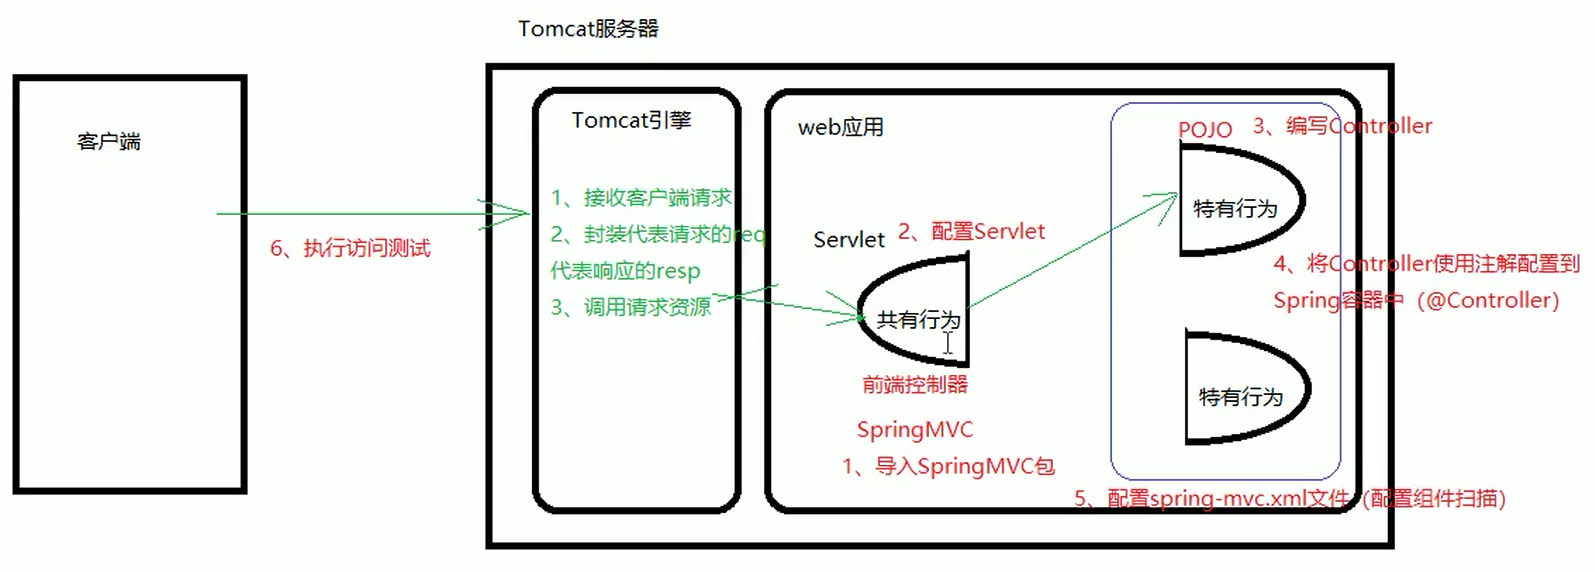 Tomcat服务器
客户端
6、执行访问测试
Tomcat引擎
1、接收客户端请求
2、封装代表请求的req
代表响应的resp
3、调用请求资源
web应用
Servlet
2、配置Servlet
共有行为
前端控制器
SpringMVC
1、导入SpringMVC包
POJO
3、编写Controller
特有行为
4、将Controller使用注解配置到
Spring容器中（@Controller）
特有行为
5、配置spring-mvc.xml文件（配置组件扫描）